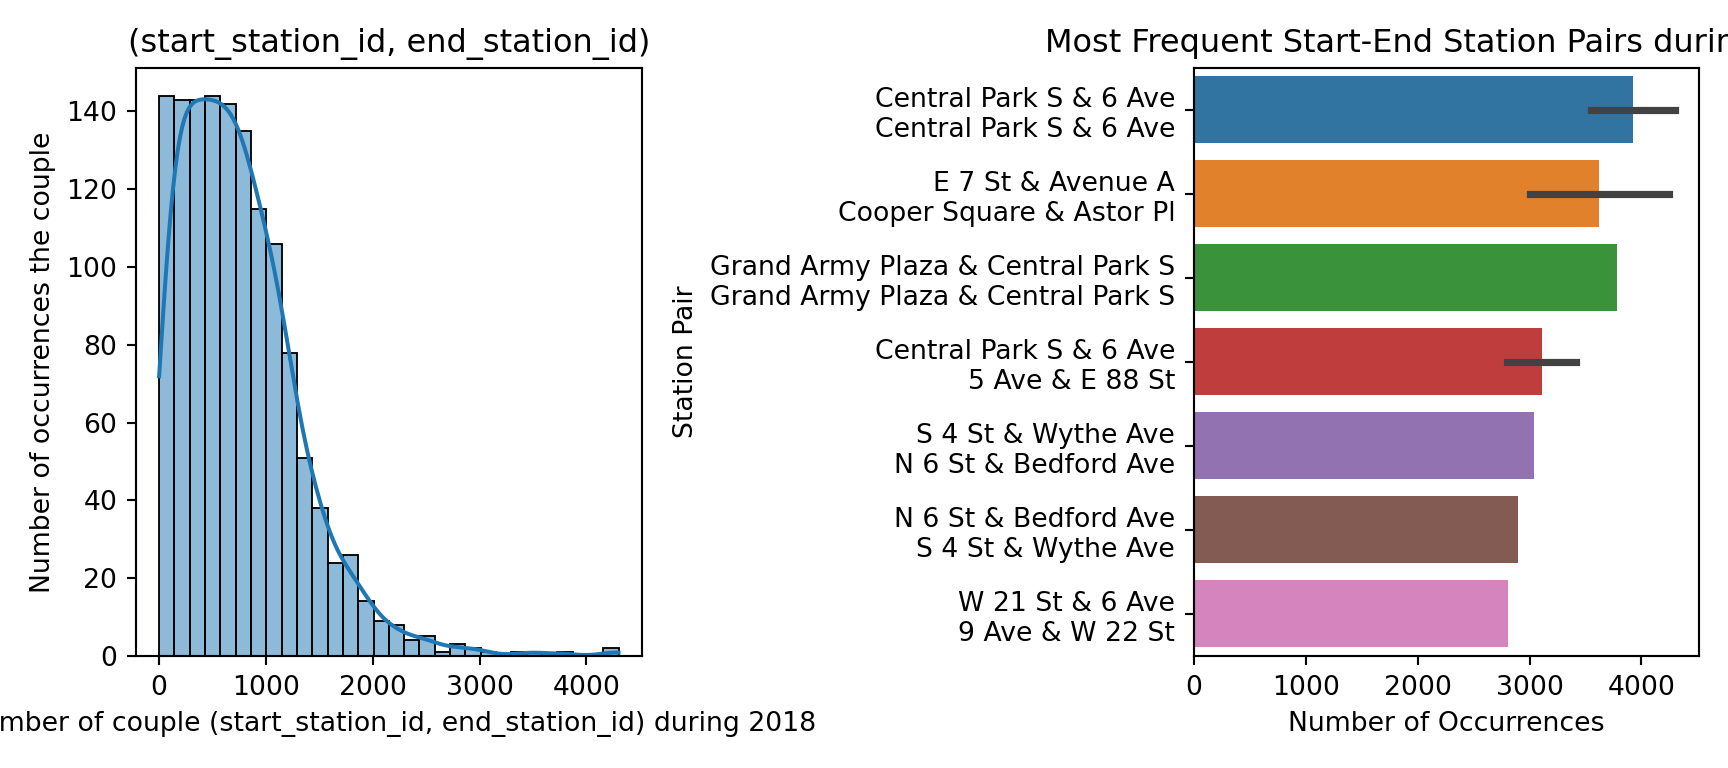 (start_station_id, end_station_id)
Number of occurrences the couple
140
120
100
80
60
40
20
0
0 1000 2000 3000 4000
mber of couple (start_station_id, end_station_id) during 2018
Most Frequent Start-End Station Pairs durin
Station Pair
Central Park S & 6 Ave
Central Park S & 6 Ave
E 7 St & Avenue A
Cooper Square & Astor Pl
Grand Army Plaza & Central Park S
Grand Army Plaza & Central Park S
Central Park S & 6 Ave
5 Ave & E 88 St
S 4 St & Wythe Ave
N 6 St & Bedford Ave
N 6 St & Bedford Ave
S 4 St & Wythe Ave
W 21 St & 6 Ave
9 Ave & W 22 St
0 1000 2000 3000 4000
Number of Occurrences